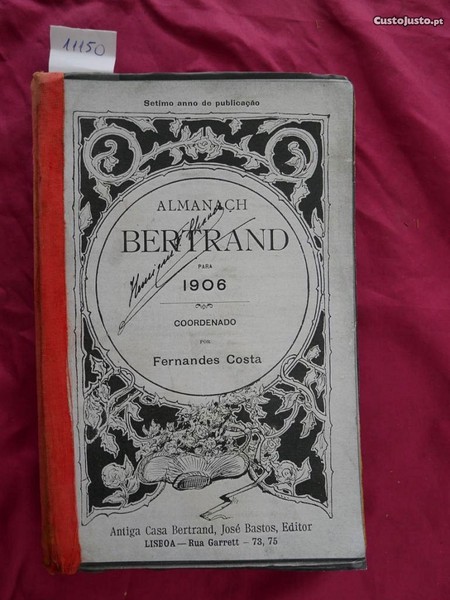 CustoJusto.pt
11150
Setimo anno de publicação
ALMANACH
BERTRAND
PARA
1906
COORDENADO
POR
Fernandes Costa
Antiga Casa Bertrand, José Bastos, Editor
LISBOA — Rua Garrett — 73, 75